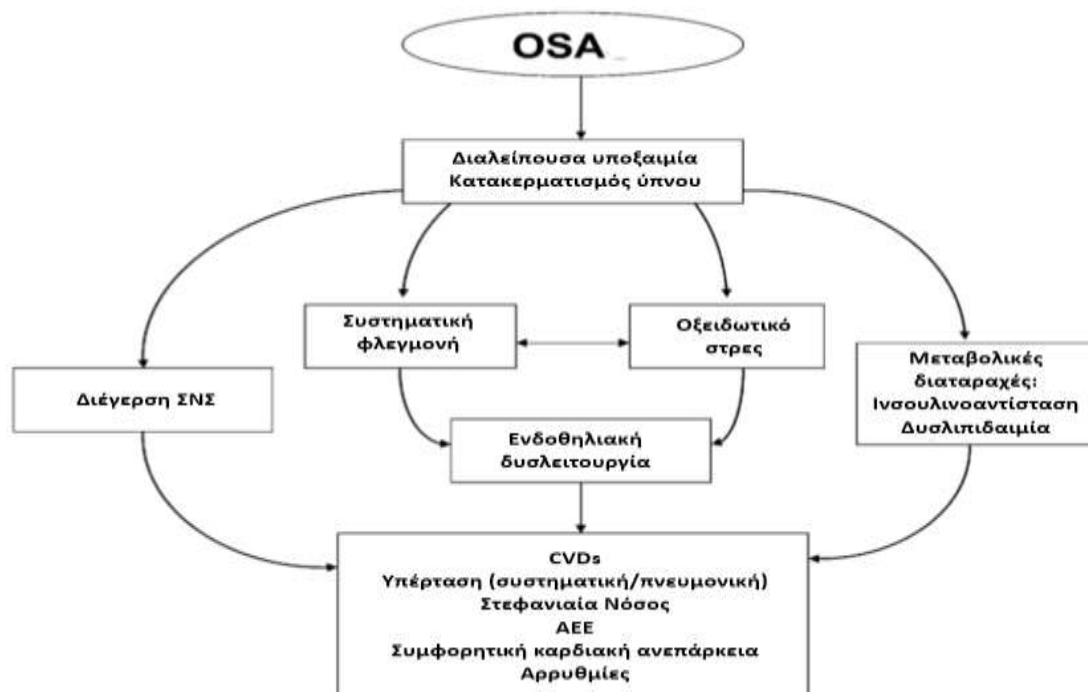 OSA
Διαλείπουσα υποξαιμία
Κατακερματισμός ύπνου
Συστηματική
φλεγμονή
Οξειδωτικό
στρες
Διέγερση ΣΝΣ
Μεταβολικές
διαταραχές:
Ινσουλινοαντίσταση
Δυσλιπιδαιμία
Ενδοθηλιακή
δυσλειτουργία
CVDs
Υπέρταση (συστηματική/πνευμονική)
Στεφανιαία Νόσος
ΑΕΕ
Συμφορητική καρδιακή ανεπάρκεια
Αρρυθμίες